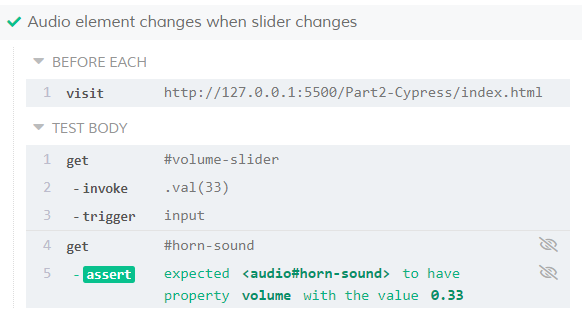 Audio element changes when slider changes
BEFORE EACH
1 visit http://127.0.0.1:5500/Part2-Cypress/index.html
TEST BODY
1 get #volume-slider
2 -invoke .val(33)
3 -trigger input
4 get #horn-sound
5 -assert expected <audio#horn-sound> to have
property volume with the value 0.33